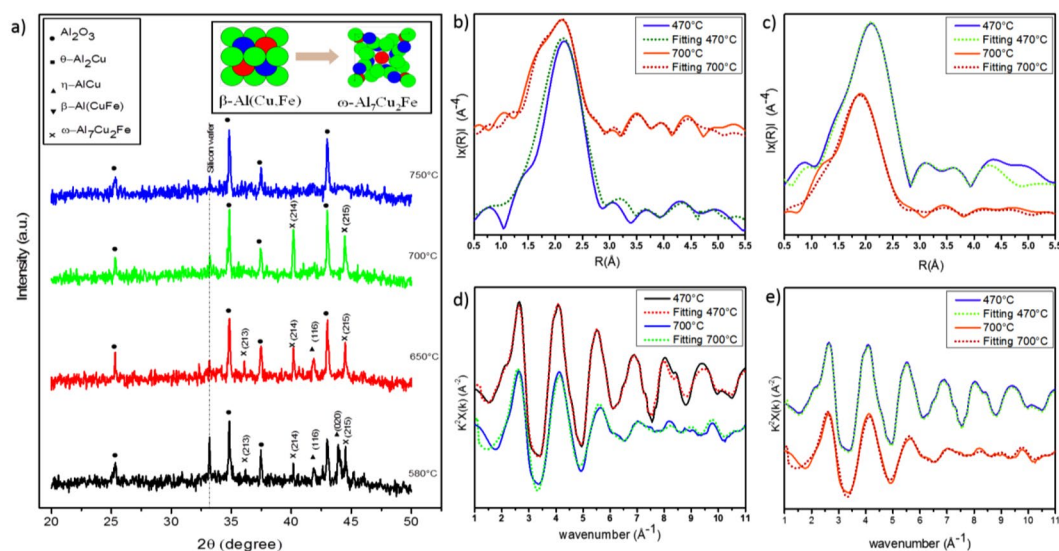 a)
• Al2O3
▪ θ–Al2Cu
▲ η–AlCu
▼ β–Al(CuFe)
× ω–Al7Cu2Fe
β-Al(Cu,Fe)
ω-Al7Cu2Fe
Silicon wafer
750°C
× (214)
× (215)
700°C
× (213)
× (214)
▲ (116)
× (215)
650°C
× (213)
× (214)
▲ (116)
(020)
× (215)
580°C
Intensity (a.u.)
20 25 30 35 40 45 50
2θ (degree)
b)
470°C
Fitting 470°C
700°C
Fitting 700°C
Ix(R)I (A⁻⁴)
0.5 1.0 1.5 2.0 2.5 3.0 3.5 4.0 4.5 5.0 5.5
R(Å)
c)
470°C
Fitting 470°C
700°C
Fitting 700°C
Ix(R)I (A⁻⁴)
0.5 1.0 1.5 2.0 2.5 3.0 3.5 4.0 4.5 5.0 5.5
R(Å)
d)
470°C
Fitting 470°C
700°C
Fitting 700°C
K²X(k) (A⁻²)
1 2 3 4 5 6 7 8 9 10 11
wavenumber (Å⁻¹)
e)
470°C
Fitting 470°C
700°C
Fitting 700°C
K²X(k) (A⁻²)
1 2 3 4 5 6 7 8 9 10 11
wavenumber (Å⁻¹)